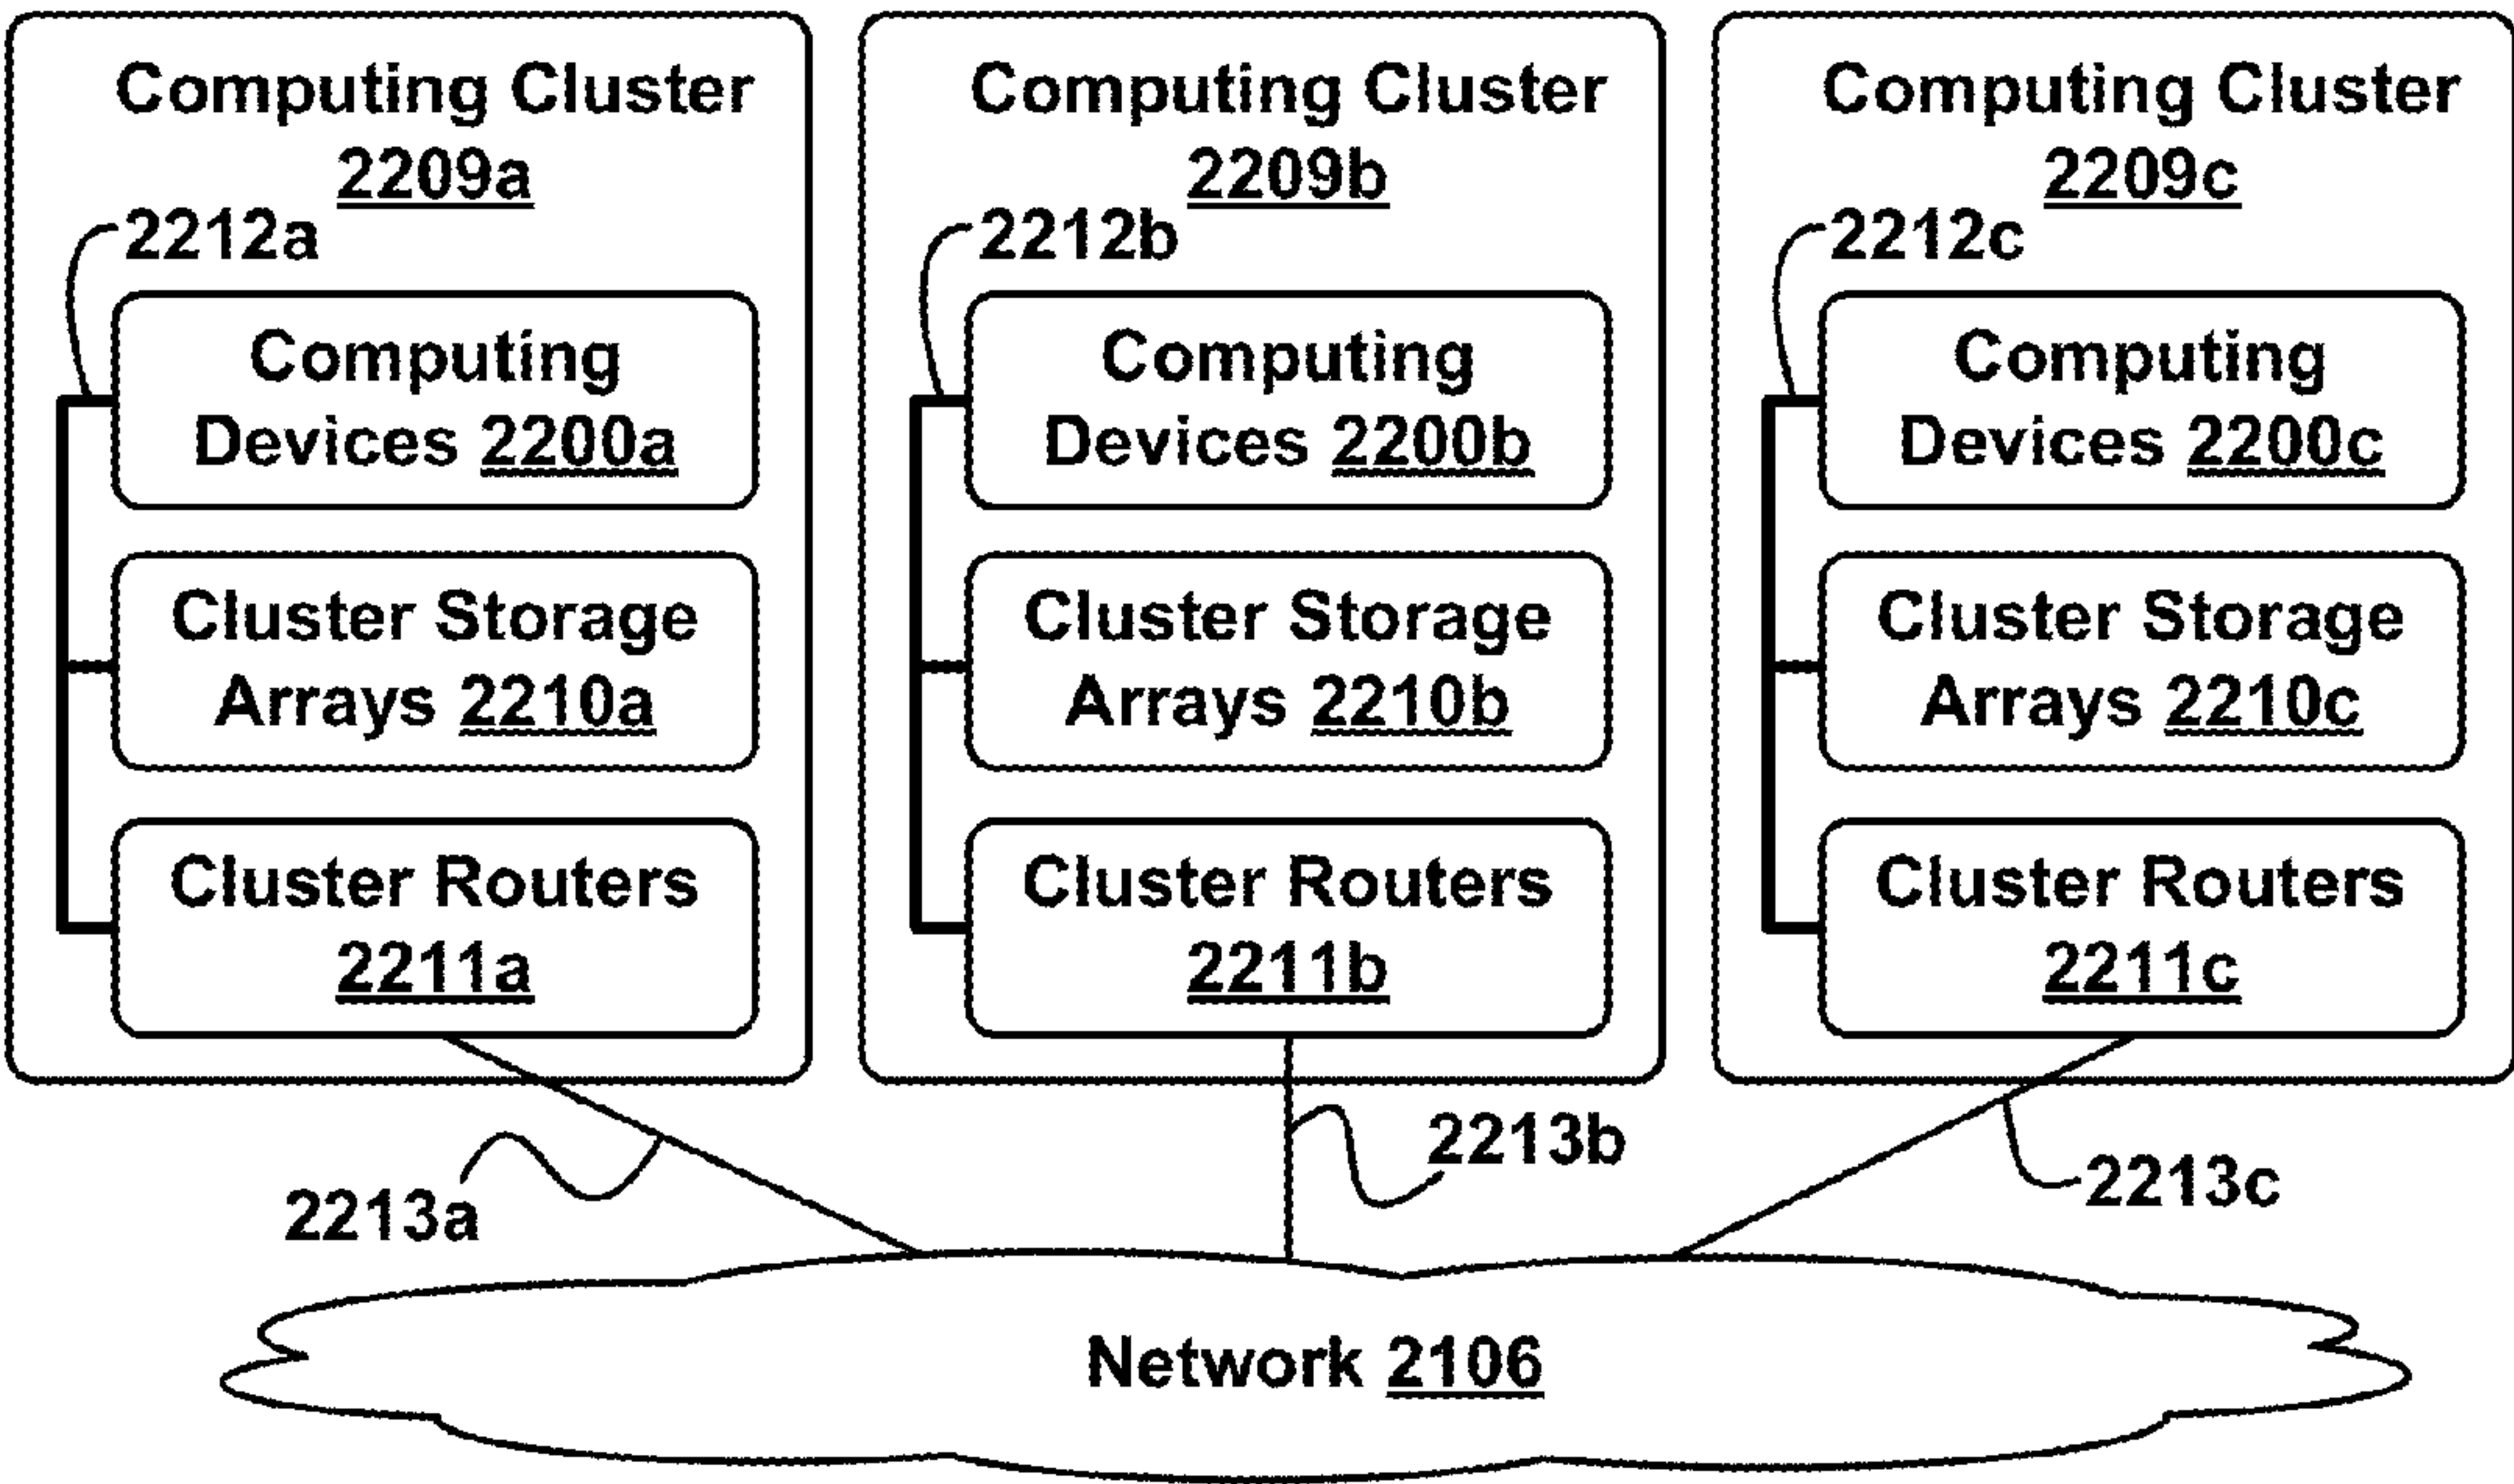 Computing Cluster
2209a
2212a
Computing
Devices 2200a
Cluster Storage
Arrays 2210a
Cluster Routers
2211a
Computing Cluster
2209b
2212b
Computing
Devices 2200b
Cluster Storage
Arrays 2210b
Cluster Routers
2211b
Computing Cluster
2209c
2212c
Computing
Devices 2200c
Cluster Storage
Arrays 2210c
Cluster Routers
2211c
2213a
2213b
2213c
Network 2106